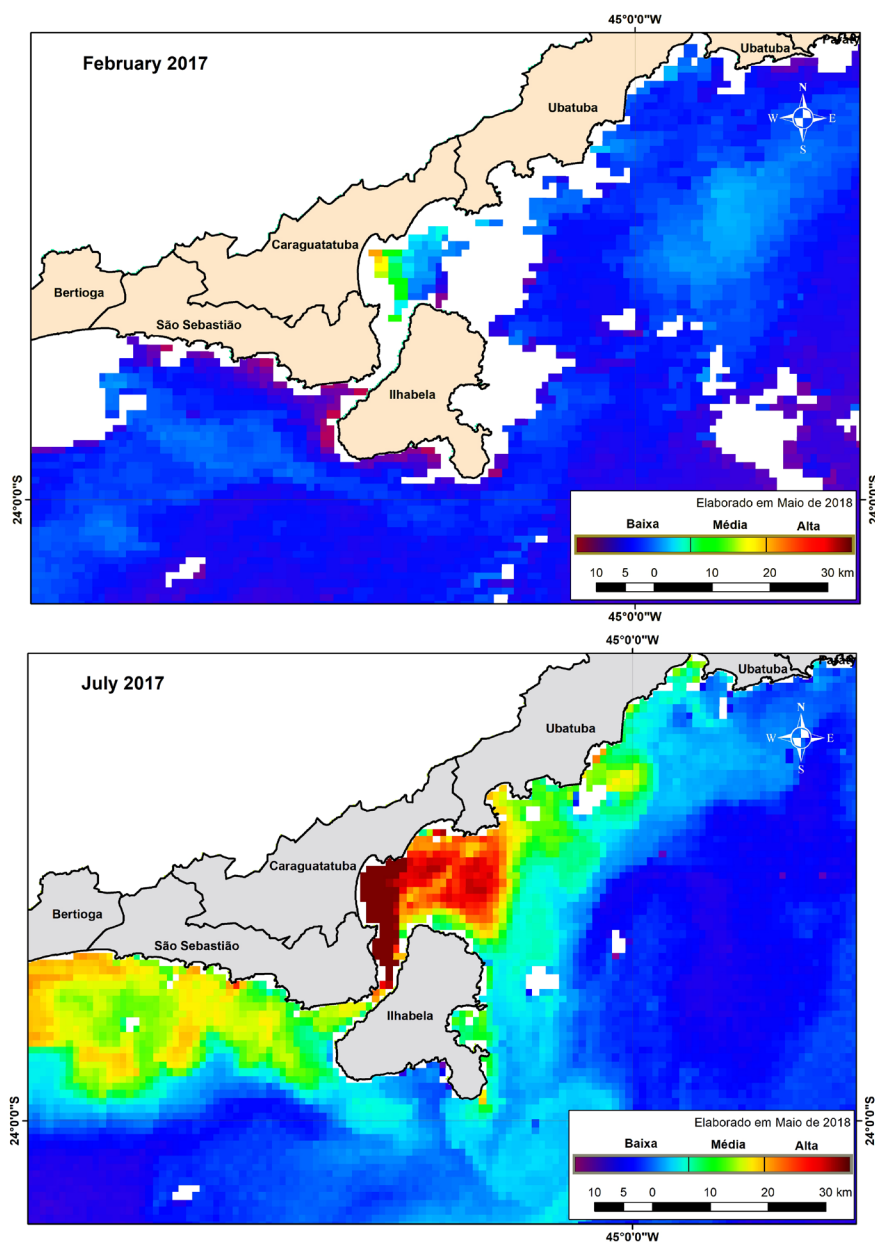 45°0'0"W
February 2017
Ubatuba
Ubatuba
N
W E
S
Caraguatatuba
Bertioga
São Sebastião
Ilhabela
24°0'0"S
24°0'0"S
Elaborado em Maio de 2018
Baixa Média Alta
10 5 0 10 20 30 km
45°0'0"W
45°0'0"W
July 2017
Ubatuba
Ubatuba
N
W E
S
Caraguatatuba
Bertioga
São Sebastião
Ilhabela
24°0'0"S
24°0'0"S
Elaborado em Maio de 2018
Baixa Média Alta
10 5 0 10 20 30 km
45°0'0"W